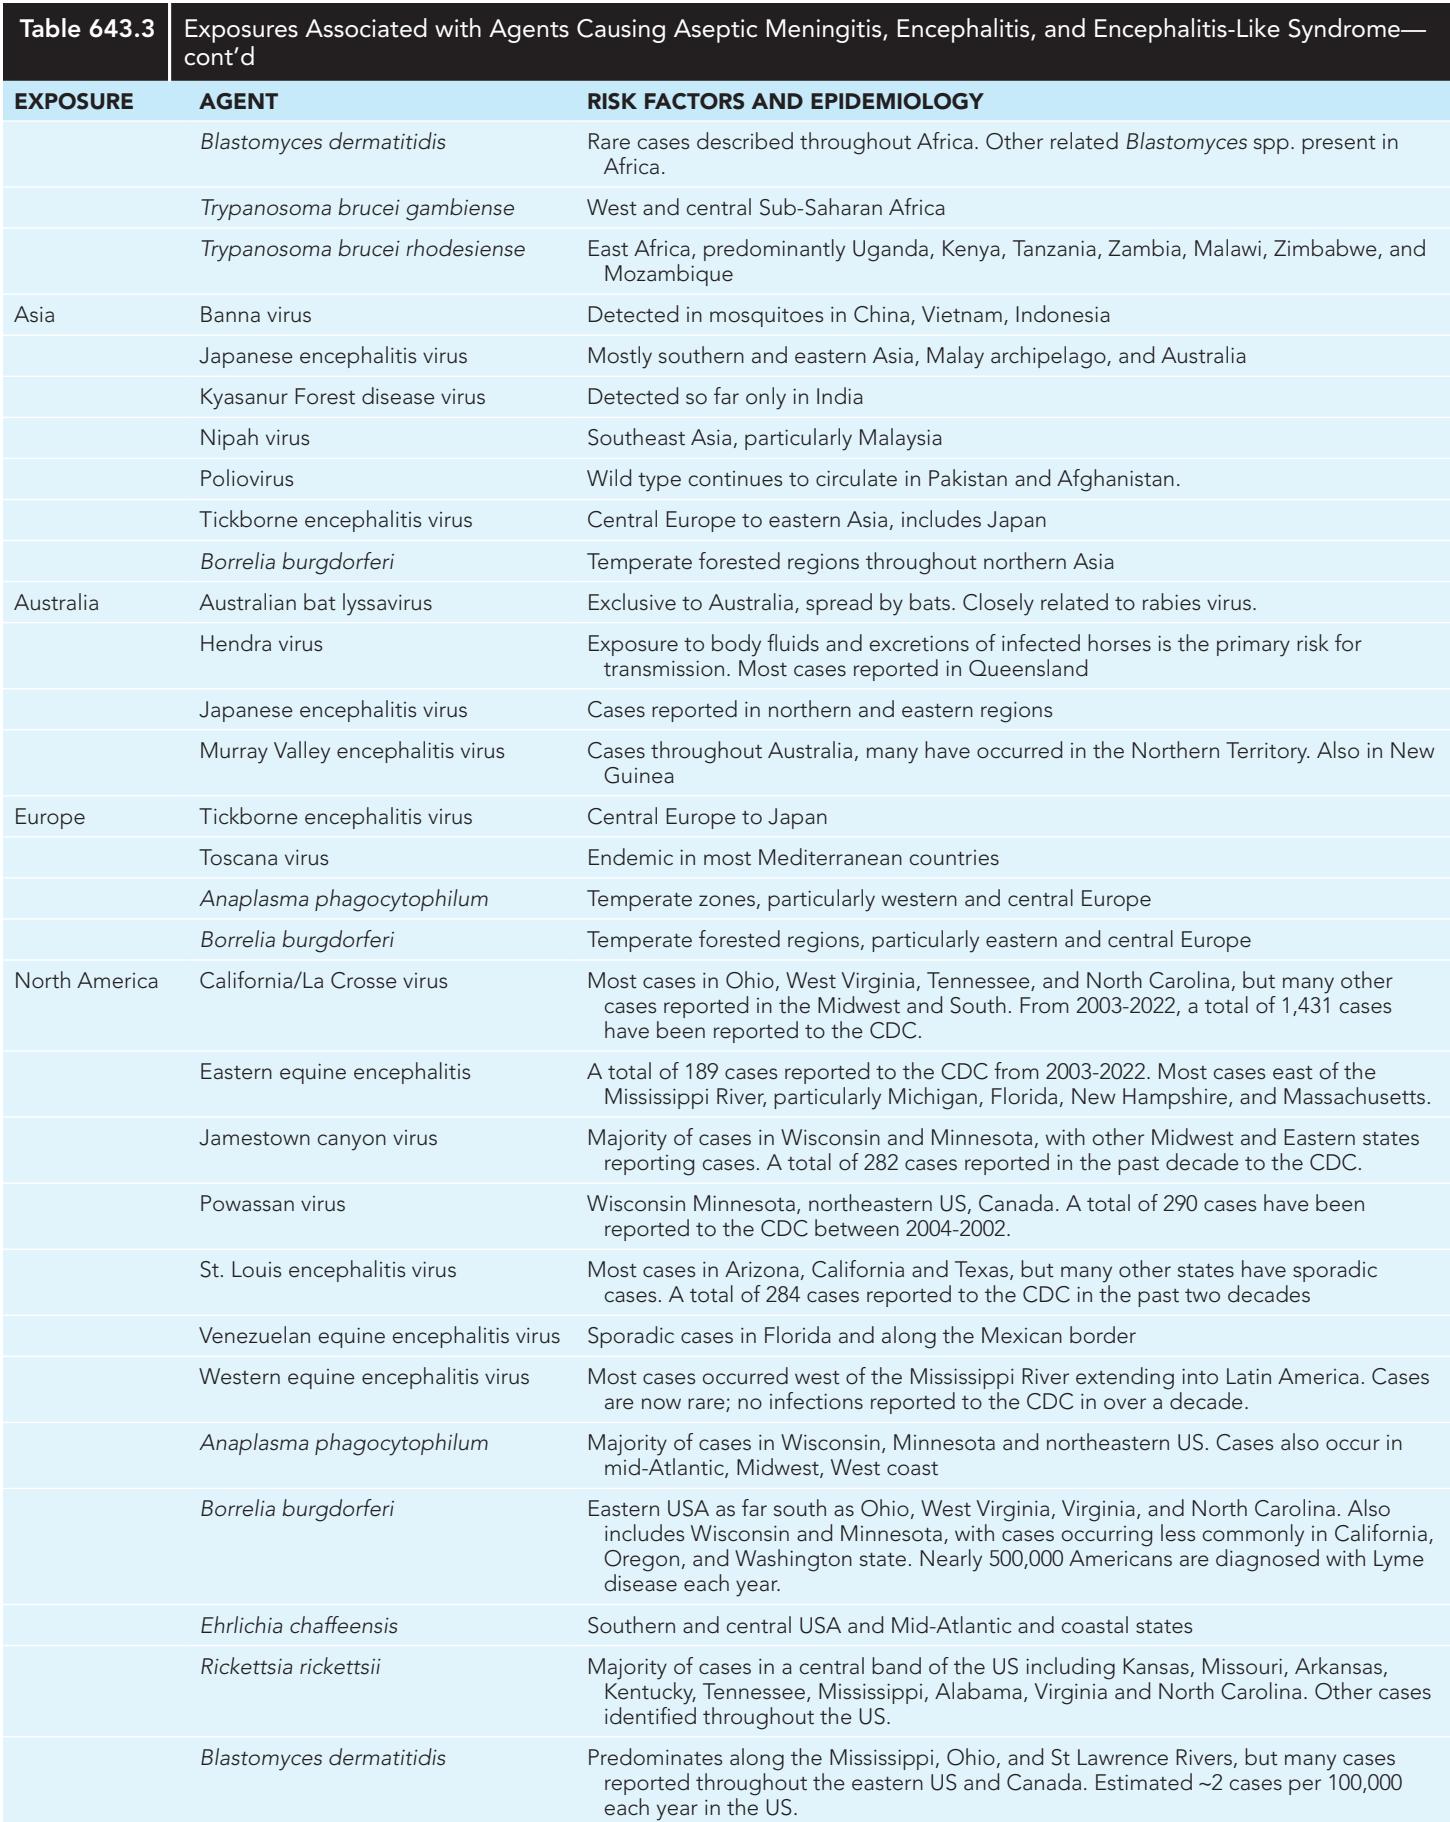 Table 643.3 Exposures Associated with Agents Causing Aseptic Meningitis, Encephalitis, and Encephalitis-Like Syndrome—
cont'd
EXPOSURE AGENT RISK FACTORS AND EPIDEMIOLOGY
Blastomyces dermatitidis Rare cases described throughout Africa. Other related Blastomyces spp. present in
Africa.
Trypanosoma brucei gambiense West and central Sub-Saharan Africa
Trypanosoma brucei rhodesiense East Africa, predominantly Uganda, Kenya, Tanzania, Zambia, Malawi, Zimbabwe, and
Mozambique
Asia Banna virus Detected in mosquitoes in China, Vietnam, Indonesia
Japanese encephalitis virus Mostly southern and eastern Asia, Malay archipelago, and Australia
Kyasanur Forest disease virus Detected so far only in India
Nipah virus Southeast Asia, particularly Malaysia
Poliovirus Wild type continues to circulate in Pakistan and Afghanistan.
Tickborne encephalitis virus Central Europe to eastern Asia, includes Japan
Borrelia burgdorferi Temperate forested regions throughout northern Asia
Australia Australian bat lyssavirus Exclusive to Australia, spread by bats. Closely related to rabies virus.
Hendra virus Exposure to body fluids and excretions of infected horses is the primary risk for
transmission. Most cases reported in Queensland
Japanese encephalitis virus Cases reported in northern and eastern regions
Murray Valley encephalitis virus Cases throughout Australia, many have occurred in the Northern Territory. Also in New
Guinea
Europe Tickborne encephalitis virus Central Europe to Japan
Toscana virus Endemic in most Mediterranean countries
Anaplasma phagocytophilum Temperate zones, particularly western and central Europe
Borrelia burgdorferi Temperate forested regions, particularly eastern and central Europe
North America California/La Crosse virus Most cases in Ohio, West Virginia, Tennessee, and North Carolina, but many other
cases reported in the Midwest and South. From 2003-2022, a total of 1,431 cases
have been reported to the CDC.
Eastern equine encephalitis A total of 189 cases reported to the CDC from 2003-2022. Most cases east of the
Mississippi River, particularly Michigan, Florida, New Hampshire, and Massachusetts.
Jamestown canyon virus Majority of cases in Wisconsin and Minnesota, with other Midwest and Eastern states
reporting cases. A total of 282 cases reported in the past decade to the CDC.
Powassan virus Wisconsin Minnesota, northeastern US, Canada. A total of 290 cases have been
reported to the CDC between 2004-2002.
St. Louis encephalitis virus Most cases in Arizona, California and Texas, but many other states have sporadic
cases. A total of 284 cases reported to the CDC in the past two decades
Venezuelan equine encephalitis virus Sporadic cases in Florida and along the Mexican border
Western equine encephalitis virus Most cases occurred west of the Mississippi River extending into Latin America. Cases
are now rare; no infections reported to the CDC in over a decade.
Anaplasma phagocytophilum Majority of cases in Wisconsin, Minnesota and northeastern US. Cases also occur in
mid-Atlantic, Midwest, West coast
Borrelia burgdorferi Eastern USA as far south as Ohio, West Virginia, Virginia, and North Carolina. Also
includes Wisconsin and Minnesota, with cases occurring less commonly in California,
Oregon, and Washington state. Nearly 500,000 Americans are diagnosed with Lyme
disease each year.
Ehrlichia chaffeensis Southern and central USA and Mid-Atlantic and coastal states
Rickettsia rickettsii Majority of cases in a central band of the US including Kansas, Missouri, Arkansas,
Kentucky, Tennessee, Mississippi, Alabama, Virginia and North Carolina. Other cases
identified throughout the US.
Blastomyces dermatitidis Predominates along the Mississippi, Ohio, and St Lawrence Rivers, but many cases
reported throughout the eastern US and Canada. Estimated ~2 cases per 100,000
each year in the US.